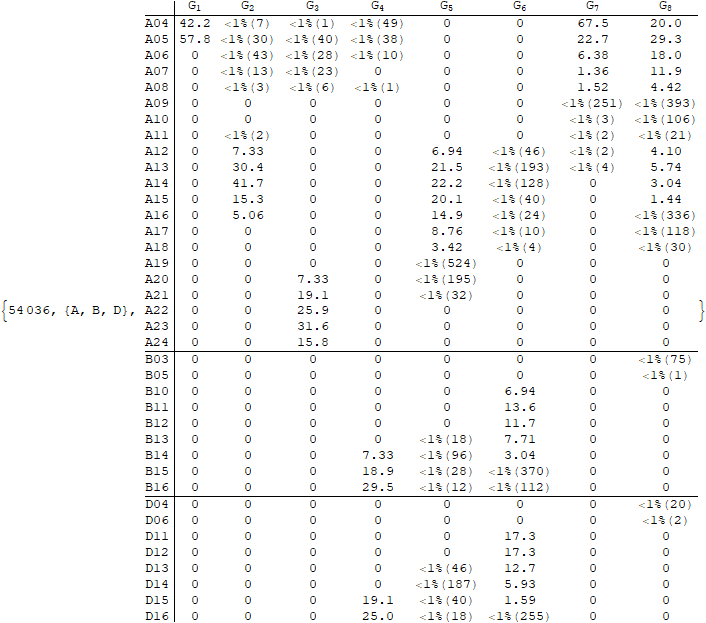 G1 G2 G3 G4 G5 G6 G7 G8
A04 42.2 <1%(7) <1%(1) <1%(49) 0 0 67.5 20.0
A05 57.8 <1%(30) <1%(40) <1%(38) 0 0 22.7 29.3
A06 0 <1%(43) <1%(28) <1%(10) 0 0 6.38 18.0
A07 0 <1%(13) <1%(23) 0 0 0 1.36 11.9
A08 0 <1%(3) <1%(6) <1%(1) 0 0 1.52 4.42
A09 0 0 0 0 0 0 <1%(251) <1%(393)
A10 0 0 0 0 0 0 <1%(3) <1%(106)
A11 0 <1%(2) 0 0 0 0 <1%(2) <1%(21)
A12 0 7.33 0 0 6.94 <1%(46) <1%(2) 4.10
A13 0 30.4 0 0 21.5 <1%(193) <1%(4) 5.74
A14 0 41.7 0 0 22.2 <1%(128) 0 3.04
A15 0 15.3 0 0 20.1 <1%(40) 0 1.44
A16 0 5.06 0 0 14.9 <1%(24) 0 <1%(336)
A17 0 0 0 0 8.76 <1%(10) 0 <1%(118)
A18 0 0 0 0 3.42 <1%(4) 0 <1%(30)
A19 0 0 0 0 <1%(524) 0 0 0
A20 0 0 7.33 0 <1%(195) 0 0 0
A21 0 0 19.1 0 <1%(32) 0 0 0
{54036, {A, B, D}, A22 0 0 25.9 0 0 0 0 0 }
A23 0 0 31.6 0 0 0 0 0
A24 0 0 15.8 0 0 0 0 0
B03 0 0 0 0 0 0 0 <1%(75)
B05 0 0 0 0 0 0 0 <1%(1)
B10 0 0 0 0 0 6.94 0 0
B11 0 0 0 0 0 13.6 0 0
B12 0 0 0 0 0 11.7 0 0
B13 0 0 0 0 <1%(18) 7.71 0 0
B14 0 0 0 7.33 <1%(96) 3.04 0 0
B15 0 0 0 18.9 <1%(28) <1%(370) 0 0
B16 0 0 0 29.5 <1%(12) <1%(112) 0 0
D04 0 0 0 0 0 0 0 <1%(20)
D06 0 0 0 0 0 0 0 <1%(2)
D11 0 0 0 0 0 17.3 0 0
D12 0 0 0 0 0 17.3 0 0
D13 0 0 0 0 <1%(46) 12.7 0 0
D14 0 0 0 0 <1%(187) 5.93 0 0
D15 0 0 0 19.1 <1%(40) 1.59 0 0
D16 0 0 0 25.0 <1%(18) <1%(255) 0 0